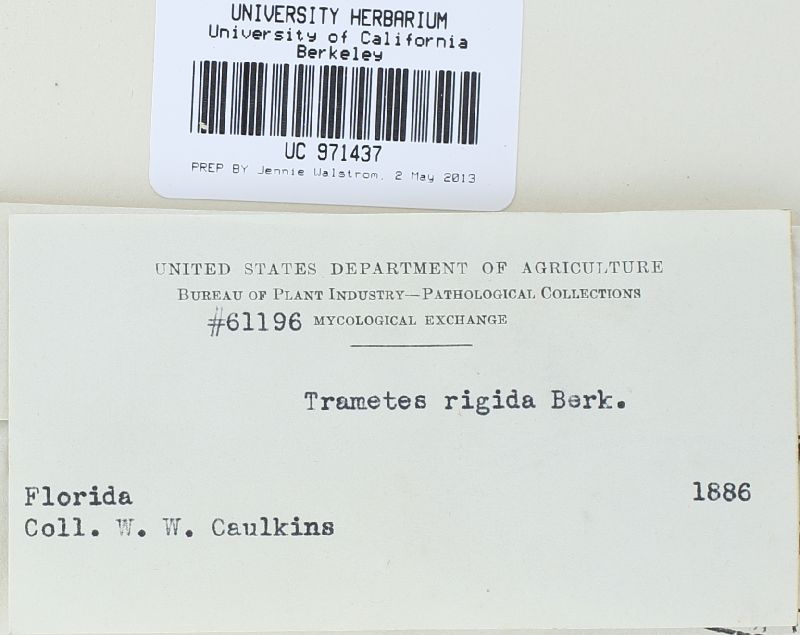 UNIVERSITY HERBARIUM
University of California
Berkeley
UC 971437
PREP BY Jennie Walstrom, 2 May 2013
UNITED STATES DEPARTMENT OF AGRICULTURE
BUREAU OF PLANT INDUSTRY—PATHOLOGICAL COLLECTIONS
#61196 MYCOLOGICAL EXCHANGE
Trametes rigida Berk.
Florida 1886
Coll. W. W. Caulkins